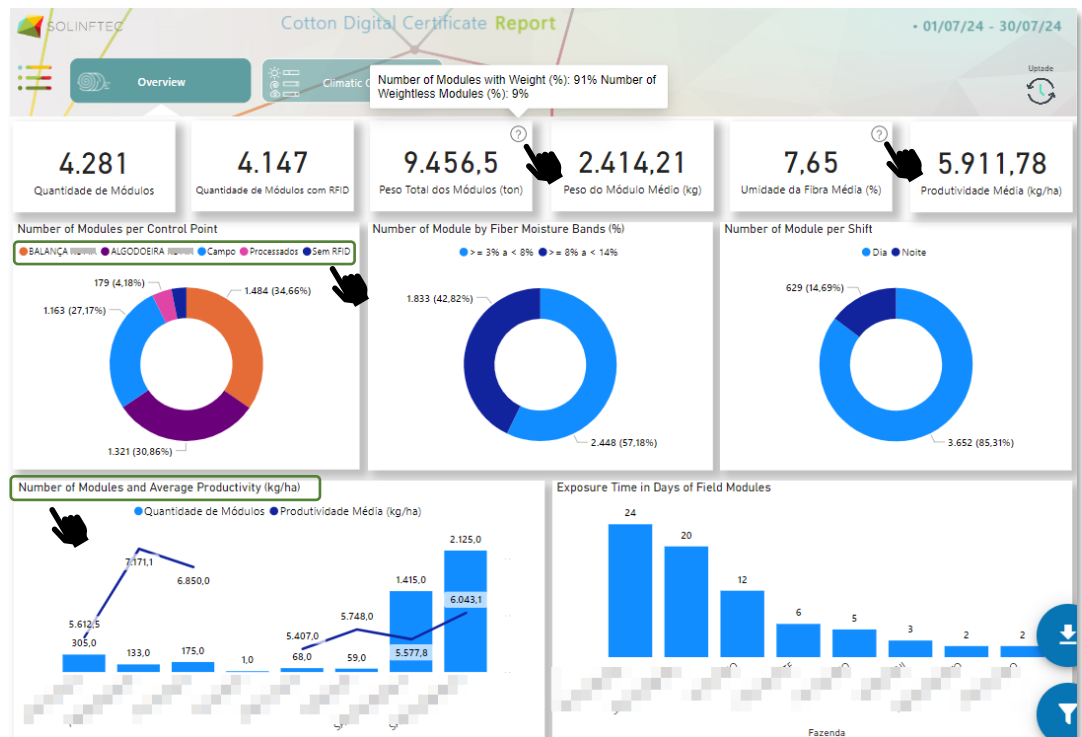 SOLINFTEC
Cotton Digital Certificate Report
• 01/07/24 - 30/07/24
Overview
Climatic C
Number of Modules with Weight (%): 91% Number of
Weightless Modules (%): 9%
Uptade
?
?
4.281
Quantidade de Módulos
4.147
Quantidade de Módulos com RFID
9.456,5
Peso Total dos Módulos (ton)
2.414,21
Peso do Módulo Médio (kg)
7,65
Umidade da Fibra Média (%)
5.911,78
Produtividade Média (kg/ha)
Number of Modules per Control Point
BALANÇA ALGODOEIRA Campo Processados Sem RFID
179 (4,18%)
1.484 (34,66%)
1.163 (27,17%)
1.321 (30,86%)
Number of Module by Fiber Moisture Bands (%)
>= 3% a < 8% >= 8% a < 14%
1.833 (42,82%)
2.448 (57,18%)
Number of Module per Shift
Dia Noite
629 (14,69%)
3.652 (85,31%)
Number of Modules and Average Productivity (kg/ha)
Quantidade de Módulos Produtividade Média (kg/ha)
2.125,0
7.171,1
6.850,0
1.415,0
6.043,1
5.612,5
5.748,0
5.407,0
305,0
133,0
175,0
1,0
68,0
59,0
5.577,8
Exposure Time in Days of Field Modules
24
20
12
6
5
3
2
2
Fazenda